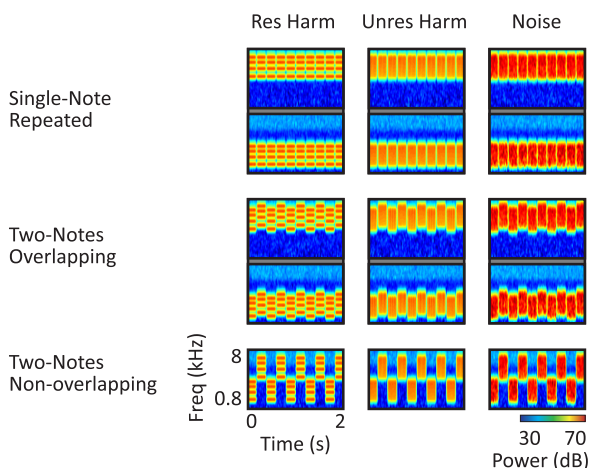 Res Harm Unres Harm Noise
Single-Note
Repeated
Two-Notes
Overlapping
Two-Notes
Non-overlapping
Freq (kHz)
8
0.8
0 2
Time (s)
30 70
Power (dB)